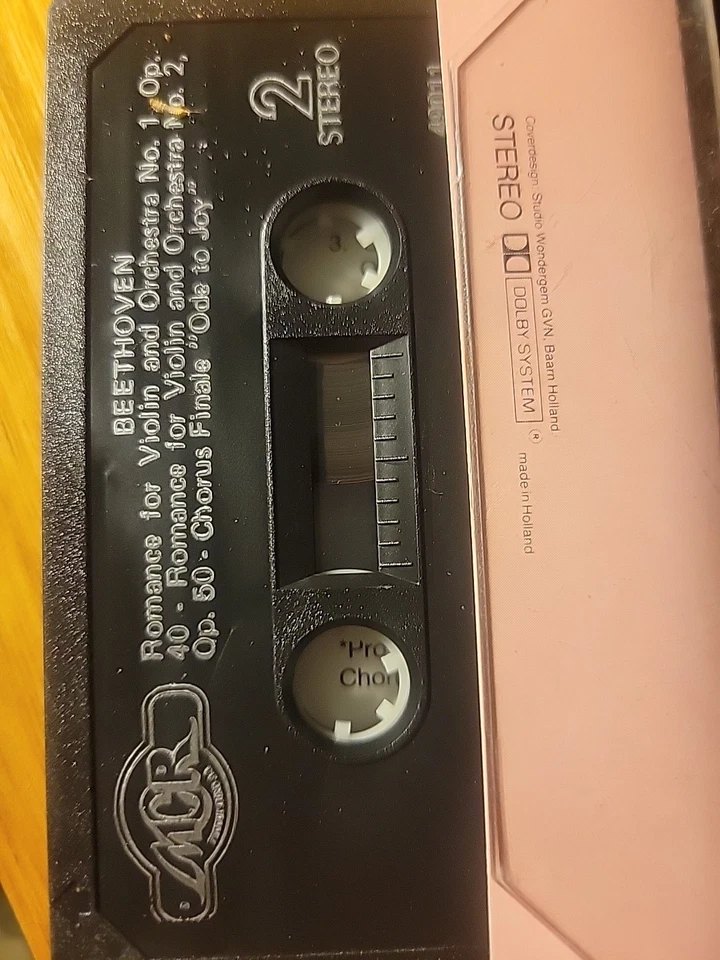 BEETHOVEN
Romance for Violin and Orchestra No. 1, Op.
40 - Romance for Violin and Orchestra No. 2,
Op. 50 - Chorus Finale "Ode to Joy"
2
STEREO
MCR
3
*Pro
Chor
Coverdesign: Studio Wondergem GVN, Baarn Holland
STEREO DOLBY SYSTEM ® made in Holland